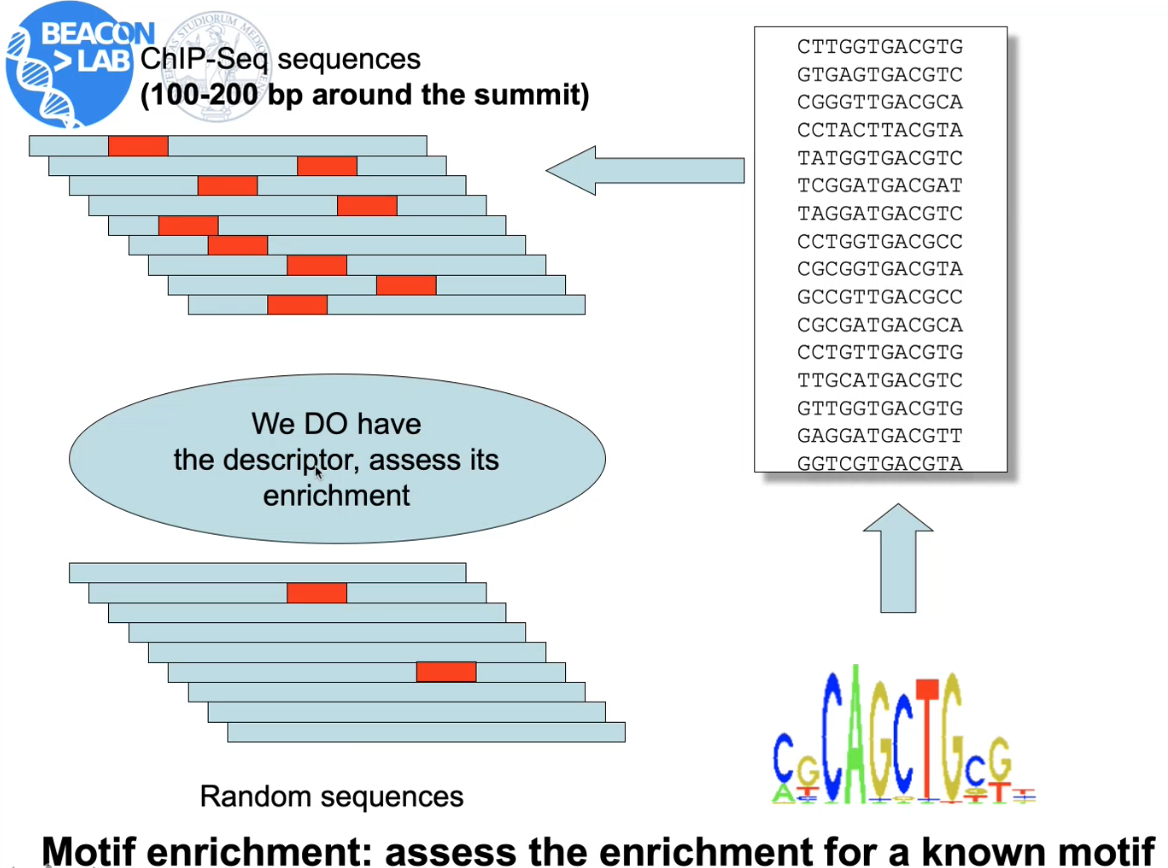 BEACON
> LAB
STUDIORUM MEDIO
ChIP-Seq sequences
(100-200 bp around the summit)
CTTGGTGACGTG
GTGAGTGACGTC
CGGGTTGACGCA
CCTACTTACGTA
TATGGTGACGTC
TCGGATGACGAT
TAGGATGACGTC
CCTGGTGACGCC
CGCGGTGACGTA
GCCGTTGACGCC
CGCGATGACGCA
CCTGTTGACGTG
TTGCATGACGTC
GTTGGTGACGTG
GAGGATGACGTT
GGTCGTGACGTA
We DO have
the descriptor, assess its
enrichment
Random sequences
CGCAGCTGCG
Motif enrichment: assess the enrichment for a known motif